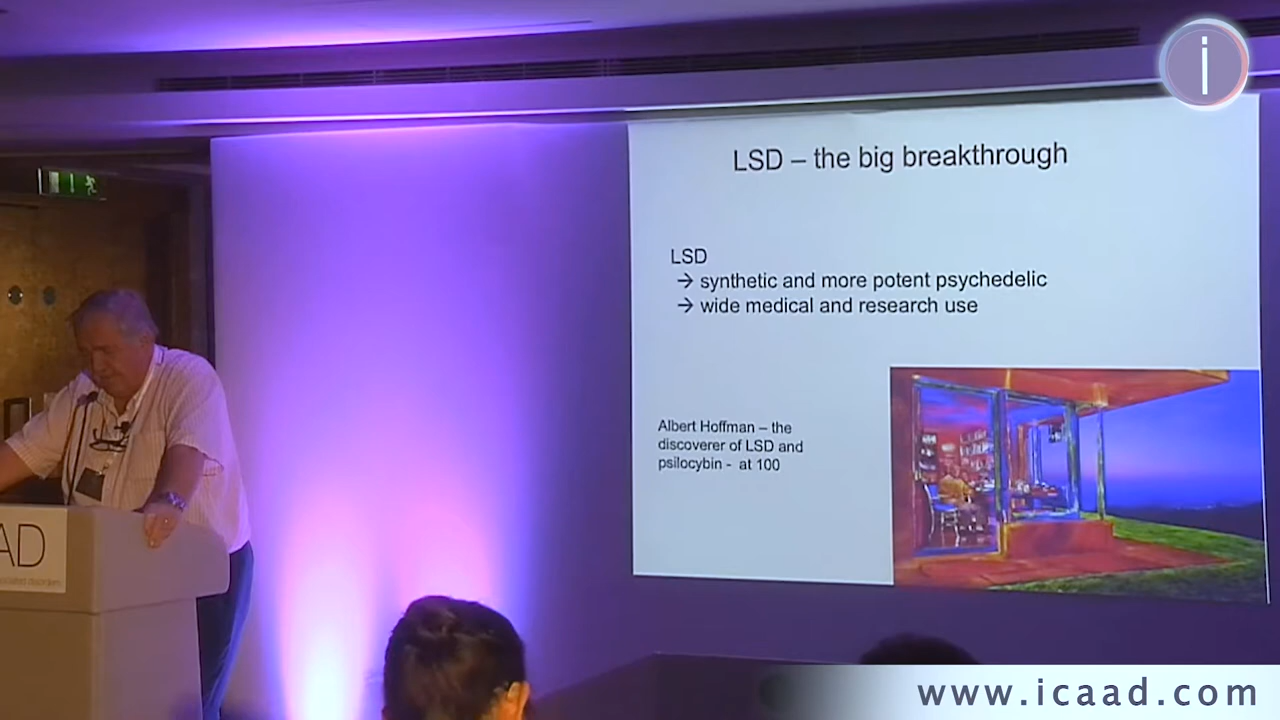 i
LSD – the big breakthrough
LSD
→ synthetic and more potent psychedelic
→ wide medical and research use
Albert Hoffman – the
discoverer of LSD and
psilocybin - at 100
AD
www.icaad.com